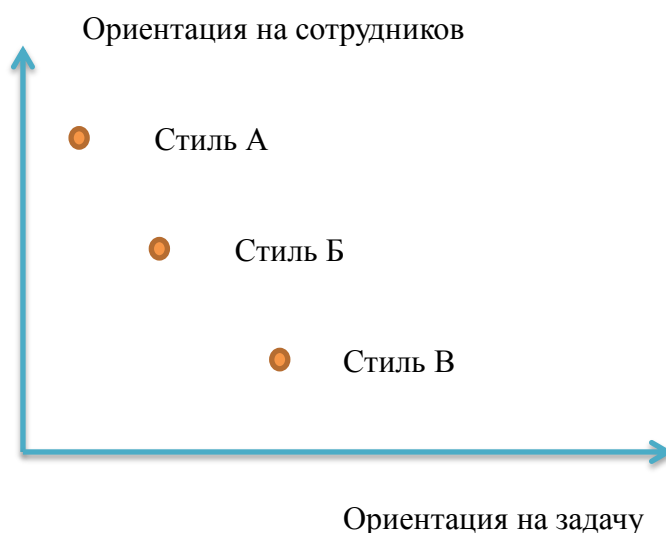 Ориентация на сотрудников
Стиль А
Стиль Б
Стиль В
Ориентация на задачу